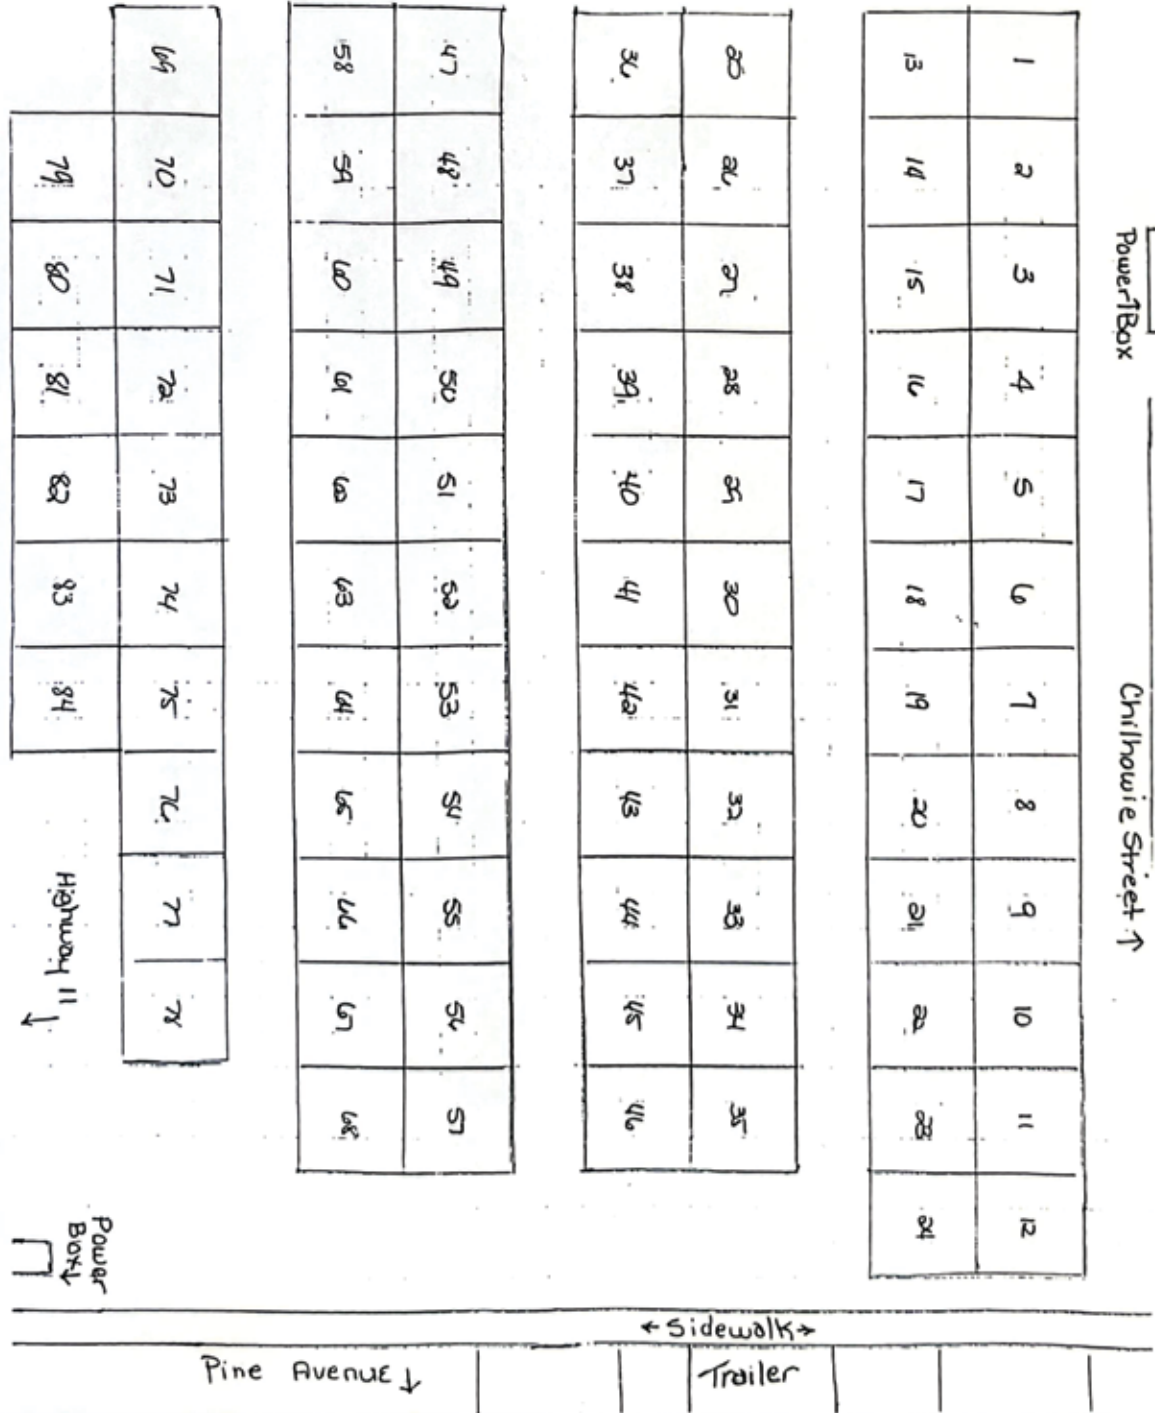 Power↑Box
Chilhowie Street ↑
1 2 3 4 5 6 7 8 9 10 11 12
13 14 15 16 17 18 19 20 21 22 23 24
25 26 27 28 29 30 31 32 33 34 35
36 37 38 39 40 41 42 43 44 45 46
47 48 49 50 51 52 53 54 55 56 57
58 59 60 61 62 63 64 65 66 67 68
69 70 71 72 73 74 75 76 77 78
79 80 81 82 83 84
Highway 11 ↓
Power
Box↓
← Sidewalk →
Pine Avenue ↓
Trailer